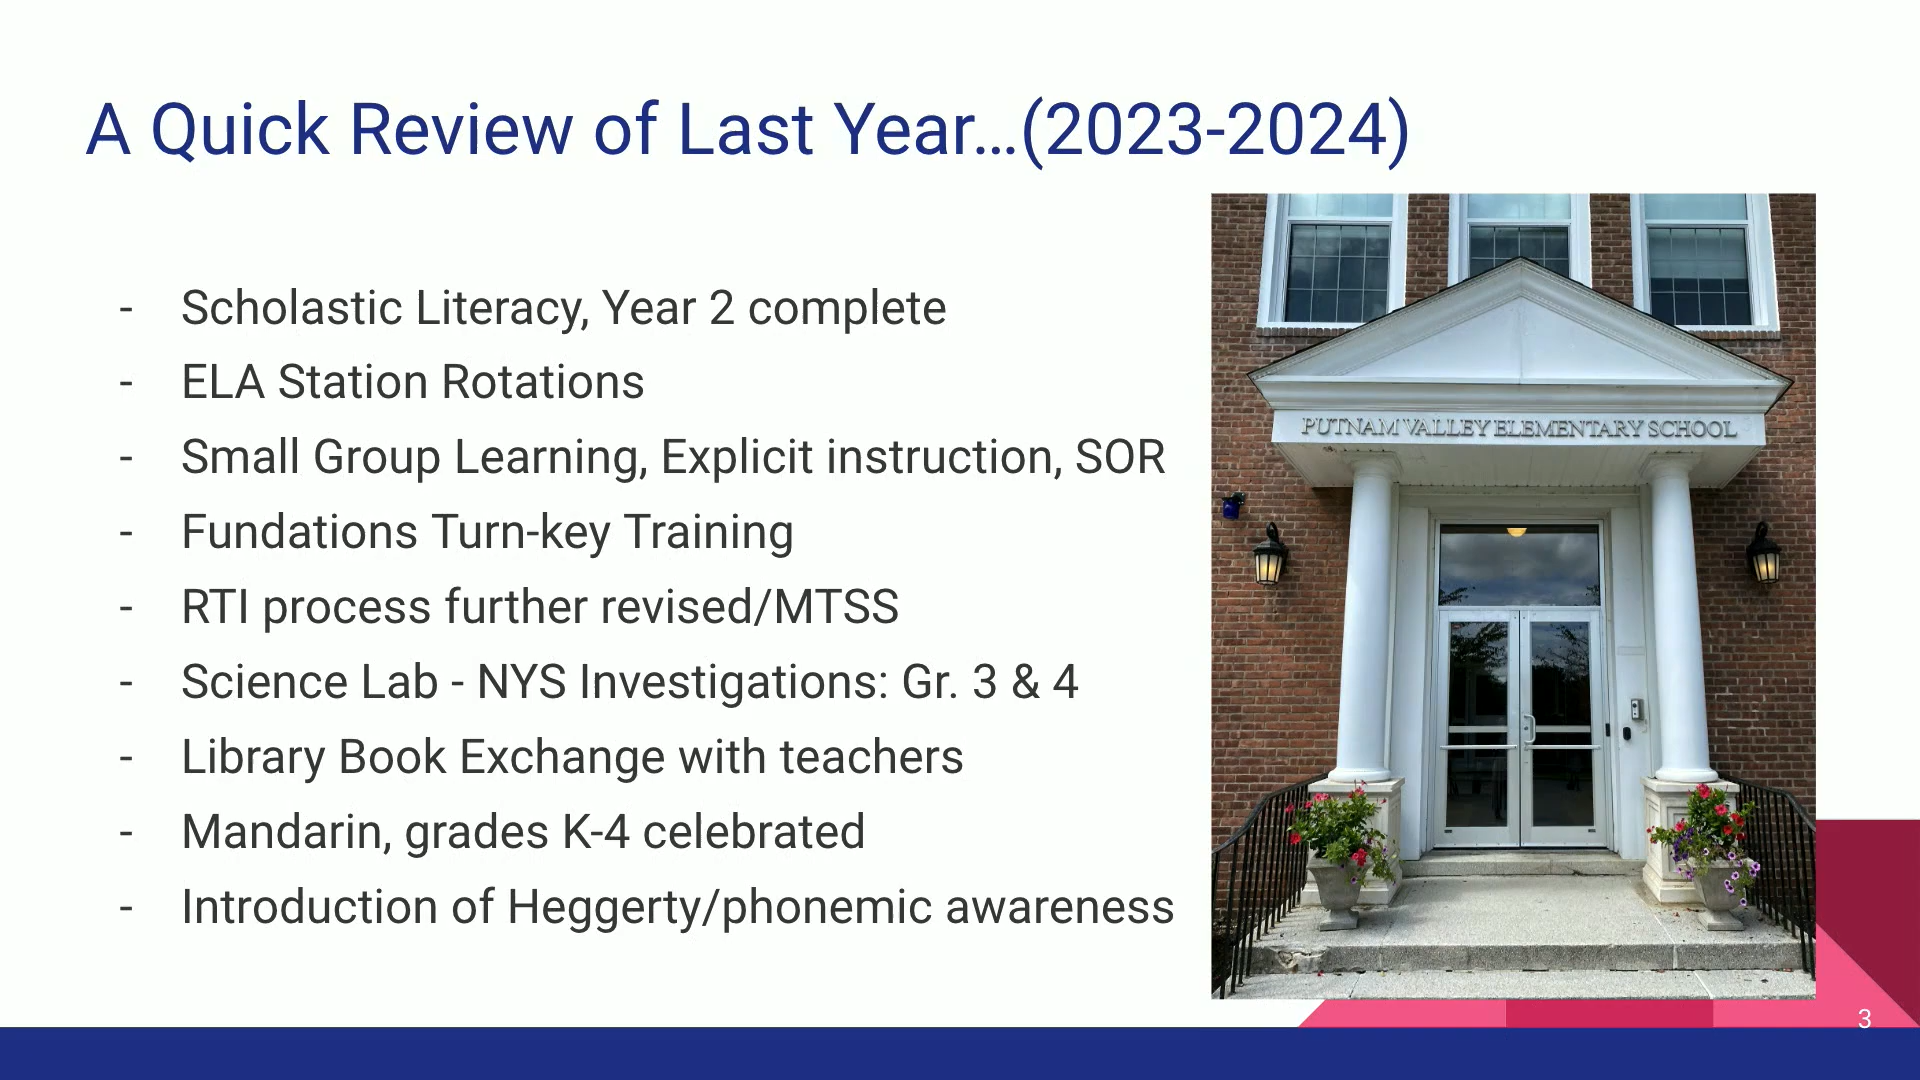 A Quick Review of Last Year…(2023-2024)
- Scholastic Literacy, Year 2 complete
- ELA Station Rotations
- Small Group Learning, Explicit instruction, SOR
- Fundations Turn-key Training
- RTI process further revised/MTSS
- Science Lab - NYS Investigations: Gr. 3 & 4
- Library Book Exchange with teachers
- Mandarin, grades K-4 celebrated
- Introduction of Heggerty/phonemic awareness
PUTNAM VALLEY ELEMENTARY SCHOOL
3